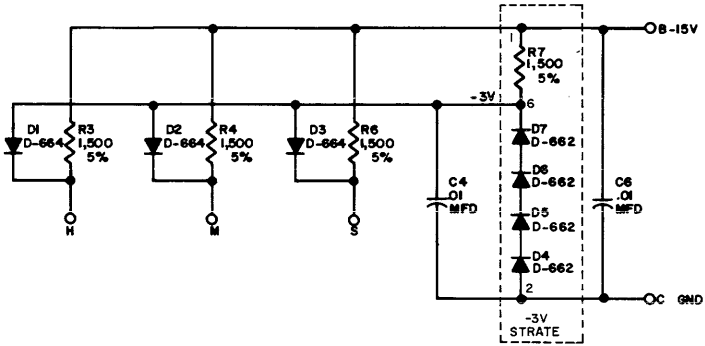 -3V
B-15V
1
R7
1,500
5%
-3V
6
D1
D-664
R3
1,500
5%
D2
D-664
R4
1,500
5%
D3
D-664
R6
1,500
5%
D7
D-662
D6
D-662
D5
D-662
D4
D-662
C4
.01
MFD
C6
.01
MFD
H
M
S
2
C GND
-3V
STRATE